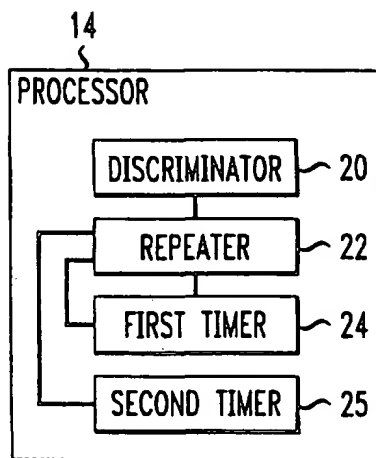 14
PROCESSOR
DISCRIMINATOR 20
REPEATER 22
FIRST TIMER 24
SECOND TIMER 25